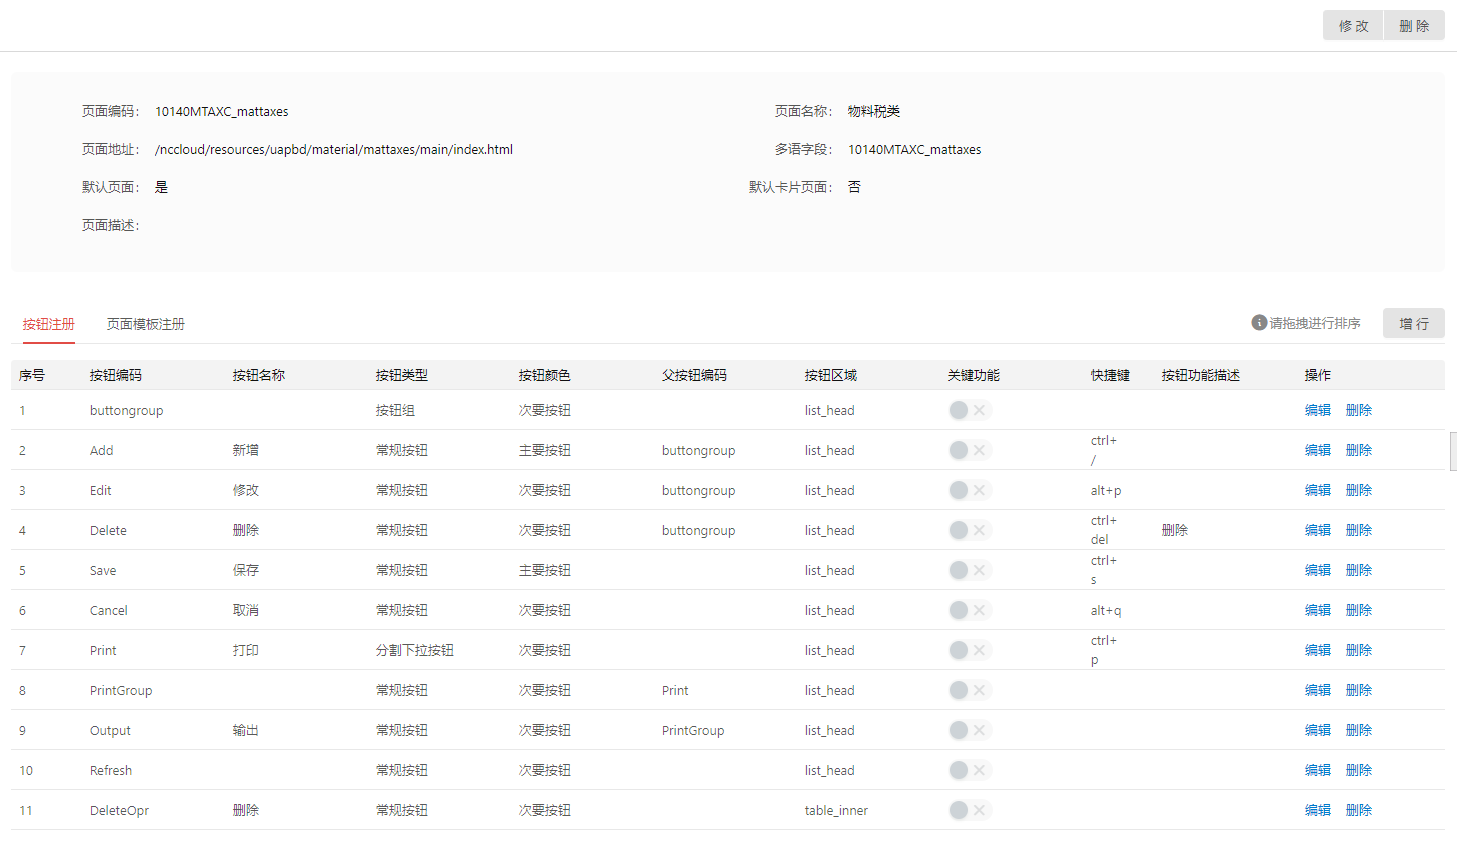 修 改 删 除
页面编码： 10140MTAXC_mattaxes 页面名称： 物料税类
页面地址： /nccloud/resources/uapbd/material/mattaxes/main/index.html 多语字段： 10140MTAXC_mattaxes
默认页面： 是 默认卡片页面： 否
页面描述：
按钮注册 页面模板注册 请拖拽进行排序 增 行
序号 按钮编码 按钮名称 按钮类型 按钮颜色 父按钮编码 按钮区域 关键功能 快捷键 按钮功能描述 操作
1 buttongroup 按钮组 次要按钮 list_head 编辑 删除
2 Add 新增 常规按钮 主要按钮 buttongroup list_head ctrl+/ 编辑 删除
3 Edit 修改 常规按钮 次要按钮 buttongroup list_head alt+p 编辑 删除
4 Delete 删除 常规按钮 次要按钮 buttongroup list_head ctrl+del 删除 编辑 删除
5 Save 保存 常规按钮 主要按钮 list_head ctrl+s 编辑 删除
6 Cancel 取消 常规按钮 次要按钮 list_head alt+q 编辑 删除
7 Print 打印 分割下拉按钮 次要按钮 list_head ctrl+p 编辑 删除
8 PrintGroup 常规按钮 次要按钮 Print list_head 编辑 删除
9 Output 输出 常规按钮 次要按钮 PrintGroup list_head 编辑 删除
10 Refresh 常规按钮 次要按钮 list_head 编辑 删除
11 DeleteOpr 删除 常规按钮 次要按钮 table_inner 编辑 删除